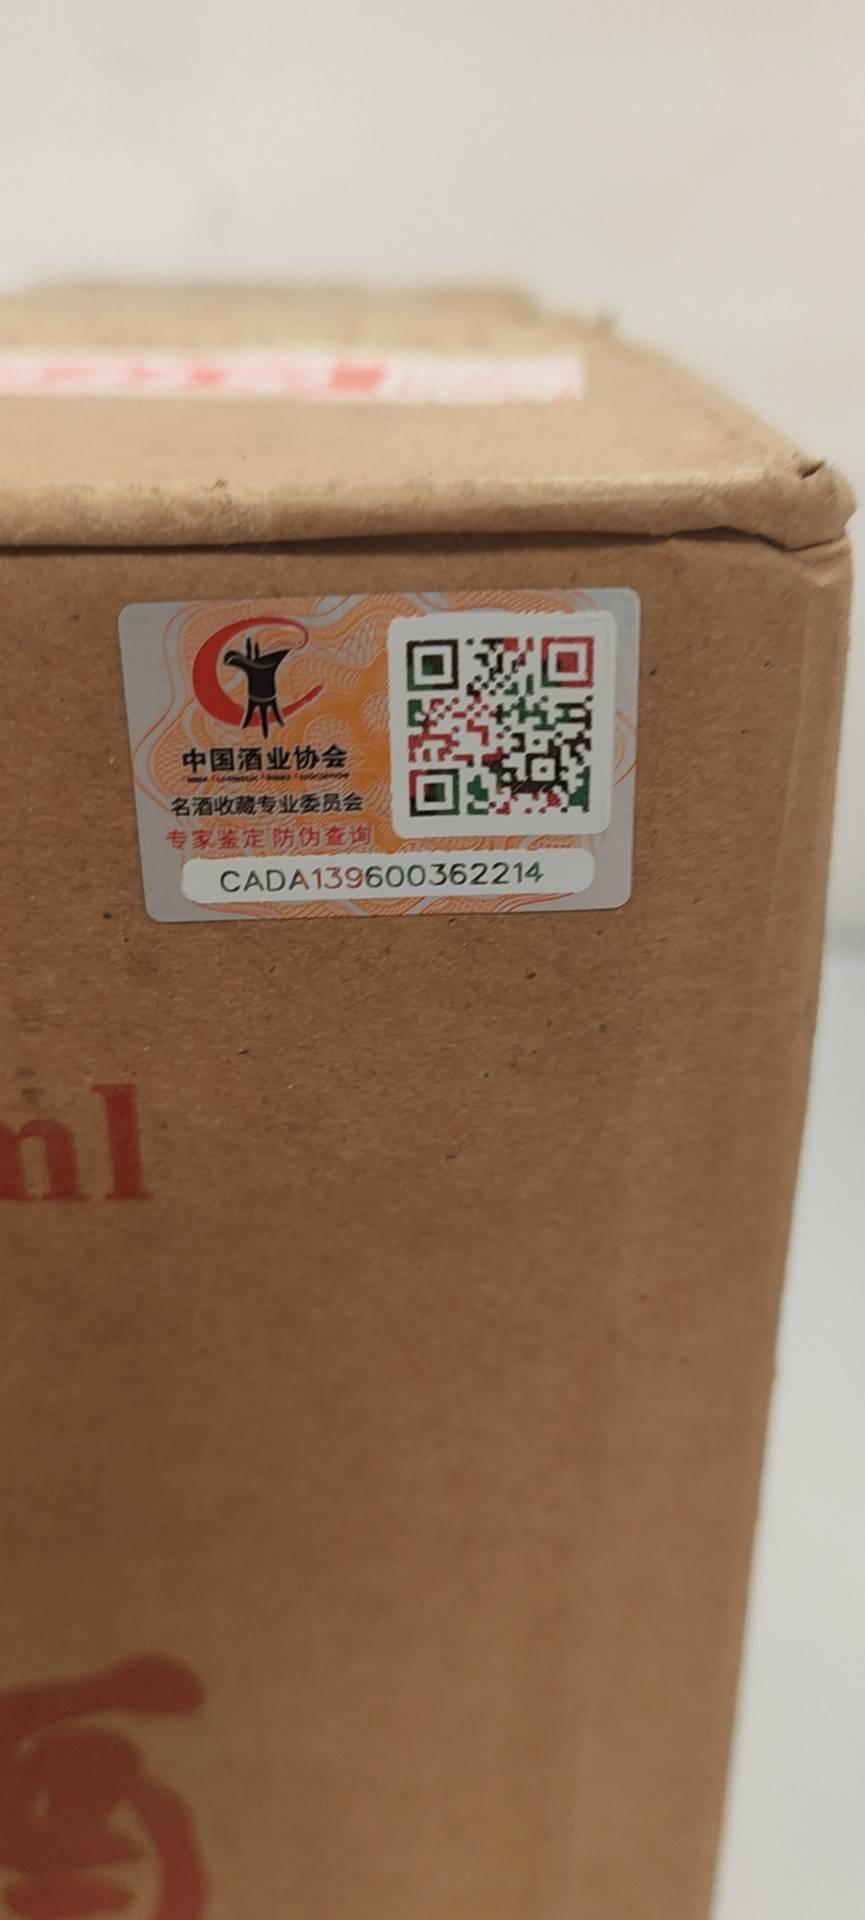 中国酒业协会
名酒收藏专业委员会
专家鉴定 防伪查询
CADA139600362214
ml
酒